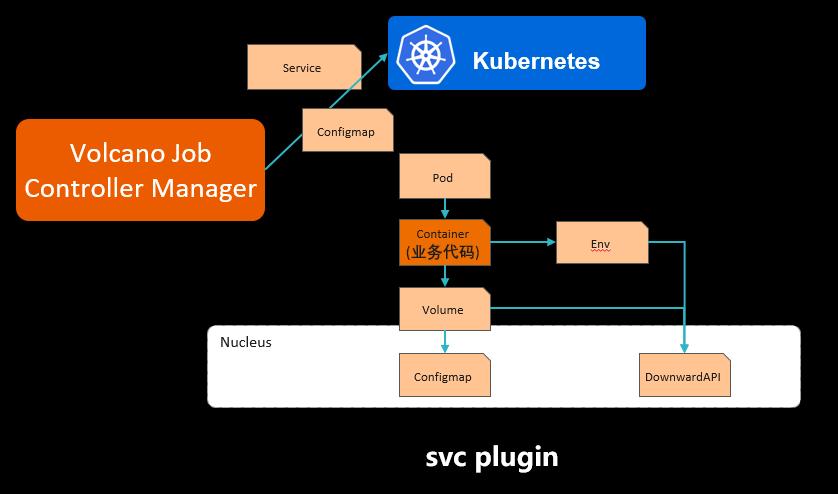 Kubernetes
Service
Configmap
Volcano Job
Controller Manager
Pod
Container
(业务代码)
Env
Volume
Nucleus
Configmap
DownwardAPI
svc plugin